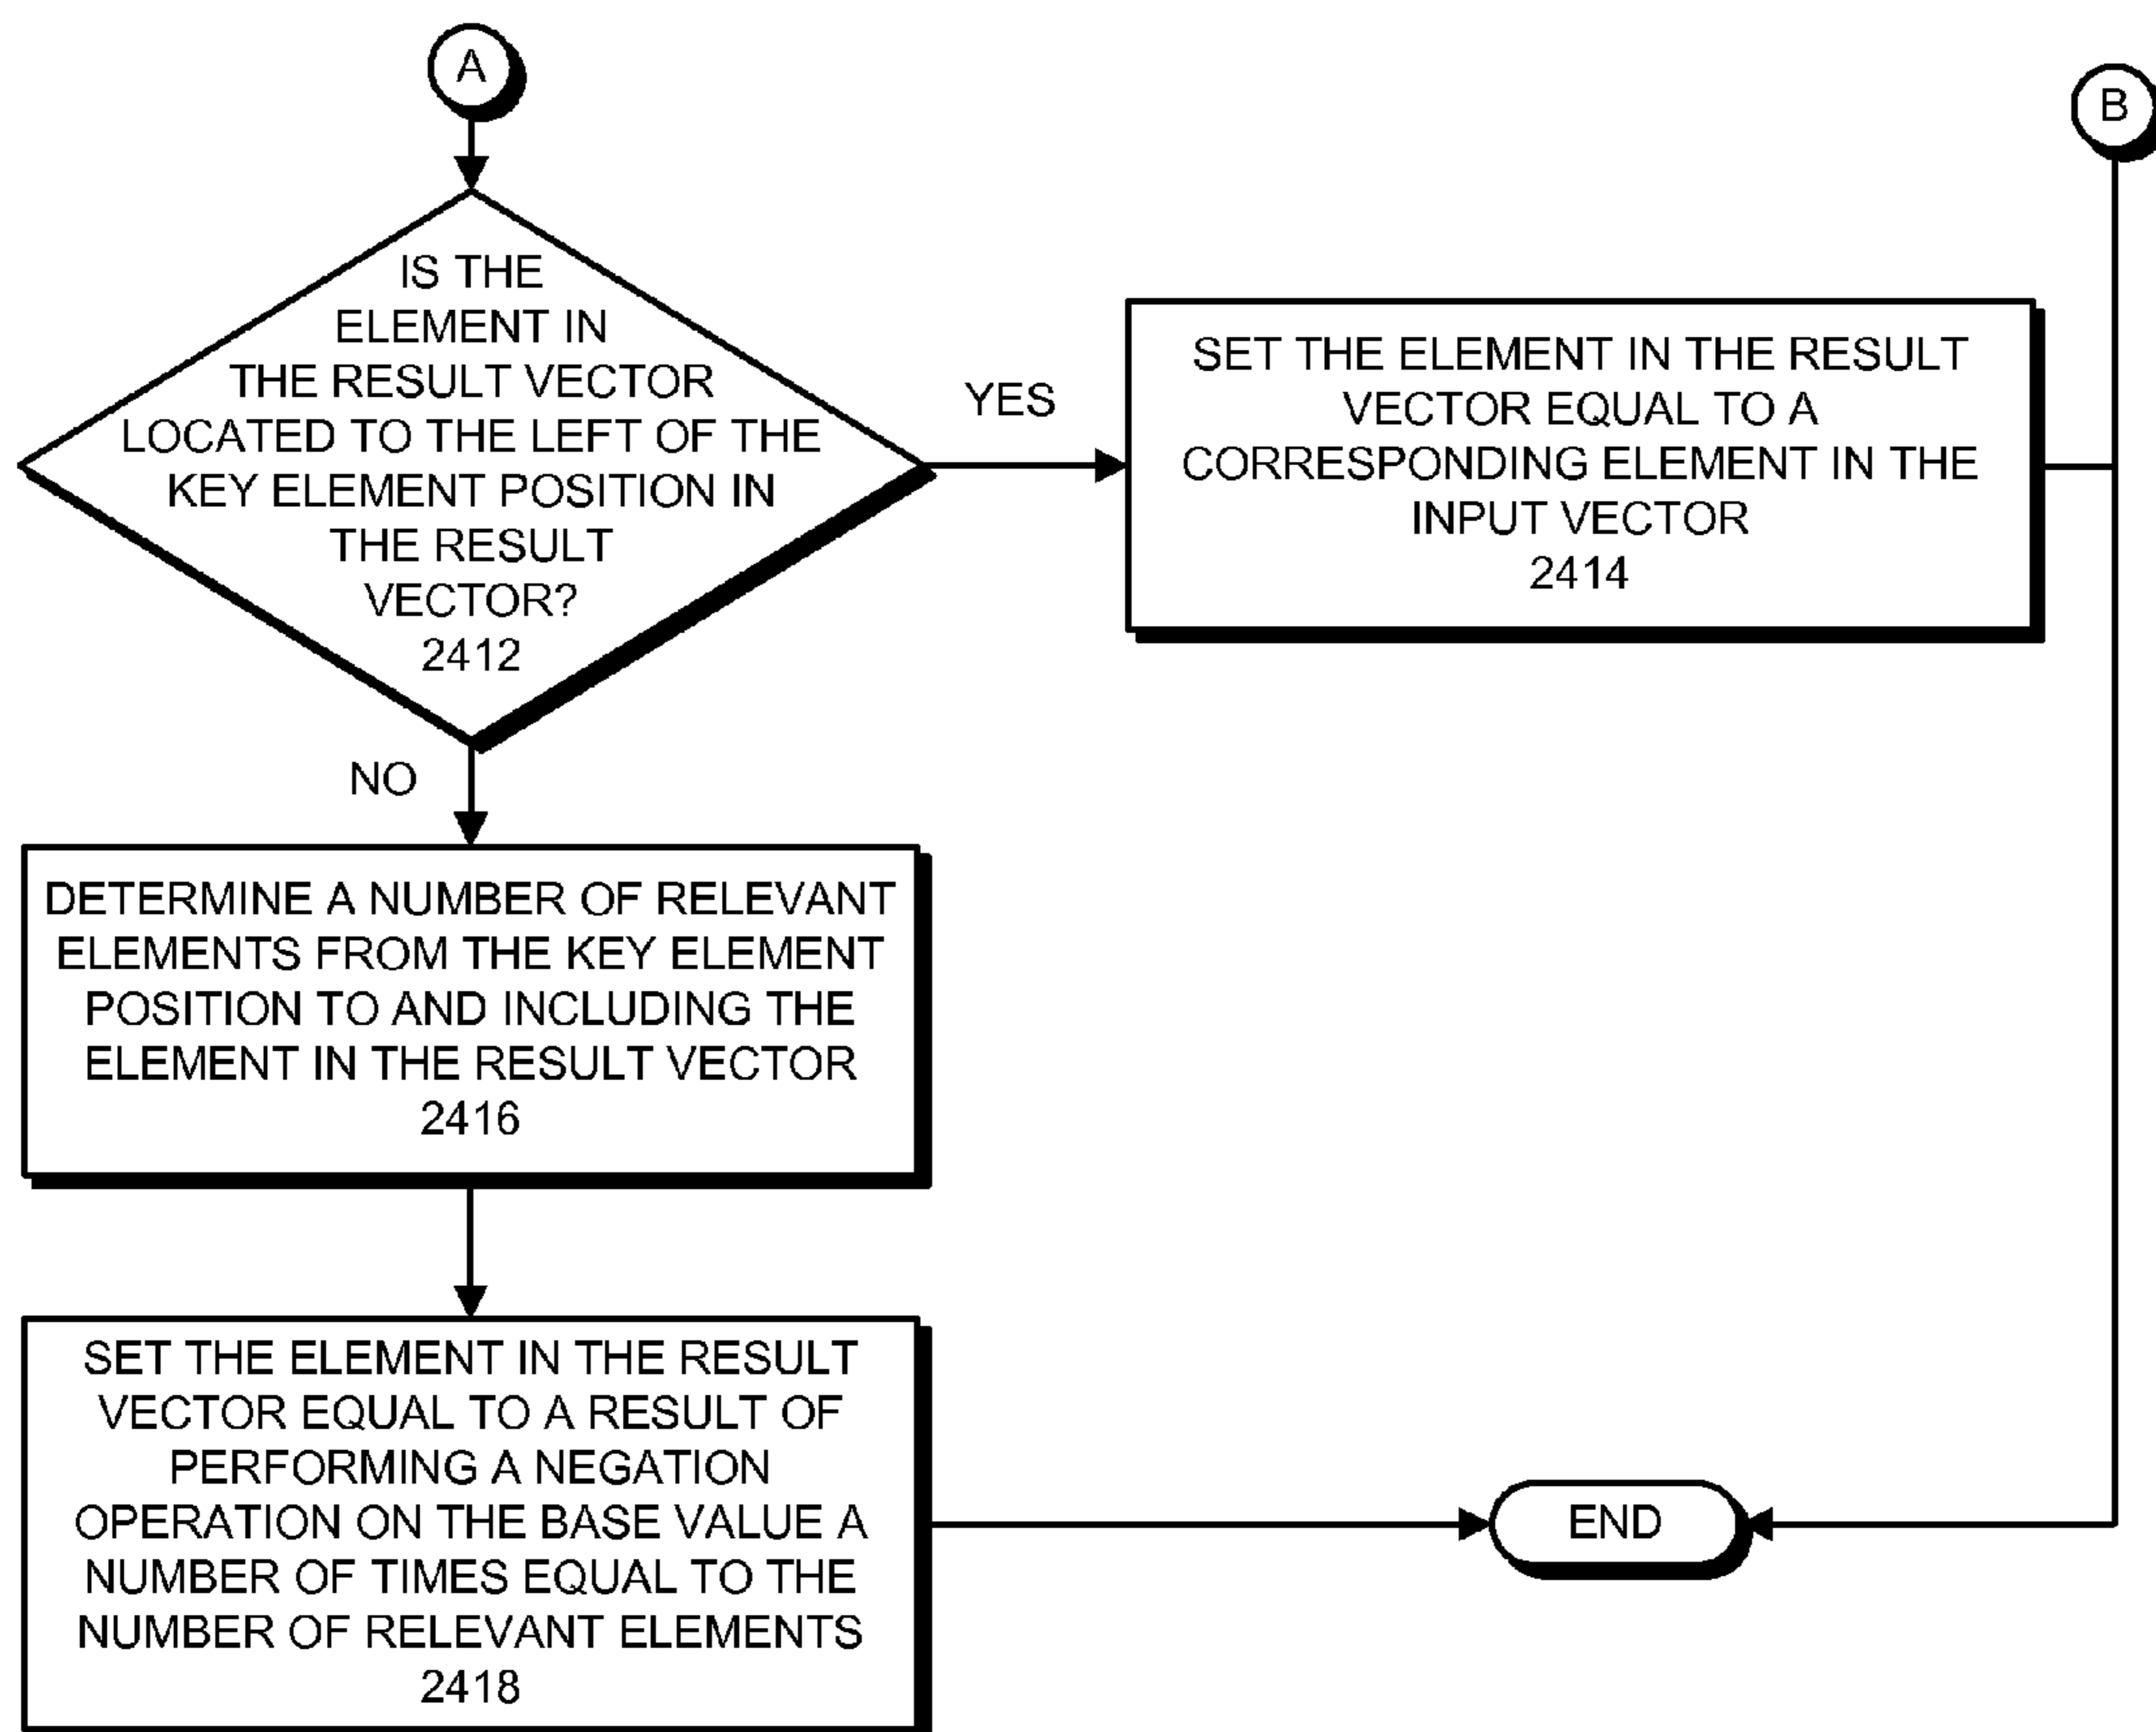 A
B
IS THE
ELEMENT IN
THE RESULT VECTOR
LOCATED TO THE LEFT OF THE
KEY ELEMENT POSITION IN
THE RESULT
VECTOR?
2412
YES
SET THE ELEMENT IN THE RESULT
VECTOR EQUAL TO A
CORRESPONDING ELEMENT IN THE
INPUT VECTOR
2414
NO
DETERMINE A NUMBER OF RELEVANT
ELEMENTS FROM THE KEY ELEMENT
POSITION TO AND INCLUDING THE
ELEMENT IN THE RESULT VECTOR
2416
SET THE ELEMENT IN THE RESULT
VECTOR EQUAL TO A RESULT OF
PERFORMING A NEGATION
OPERATION ON THE BASE VALUE A
NUMBER OF TIMES EQUAL TO THE
NUMBER OF RELEVANT ELEMENTS
2418
END